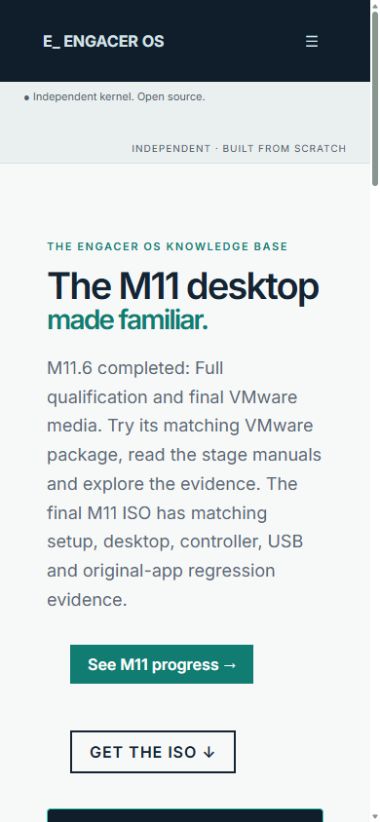 E_ ENGACER OS
☰
● Independent kernel. Open source.
INDEPENDENT · BUILT FROM SCRATCH
THE ENGACER OS KNOWLEDGE BASE
The M11 desktop
made familiar.
M11.6 completed: Full
qualification and final VMware
media. Try its matching VMware
package, read the stage manuals
and explore the evidence. The
final M11 ISO has matching
setup, desktop, controller, USB
and original-app regression
evidence.
See M11 progress →
GET THE ISO ↓